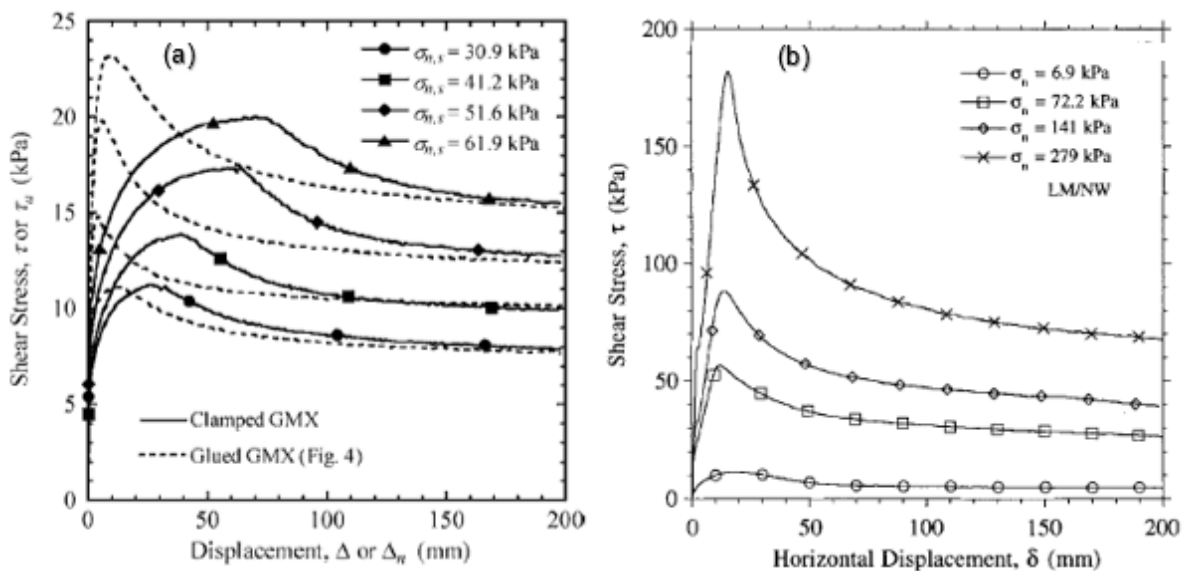 (a)
σn,s = 30.9 kPa
σn,s = 41.2 kPa
σn,s = 51.6 kPa
σn,s = 61.9 kPa
Clamped GMX
Glued GMX (Fig. 4)
Shear Stress, τ or τa (kPa)
25
20
15
10
5
0
0 50 100 150 200
Displacement, Δ or Δn (mm)
(b)
σn = 6.9 kPa
σn = 72.2 kPa
σn = 141 kPa
σn = 279 kPa
LM/NW
Shear Stress, τ (kPa)
200
150
100
50
0
0 50 100 150 200
Horizontal Displacement, δ (mm)